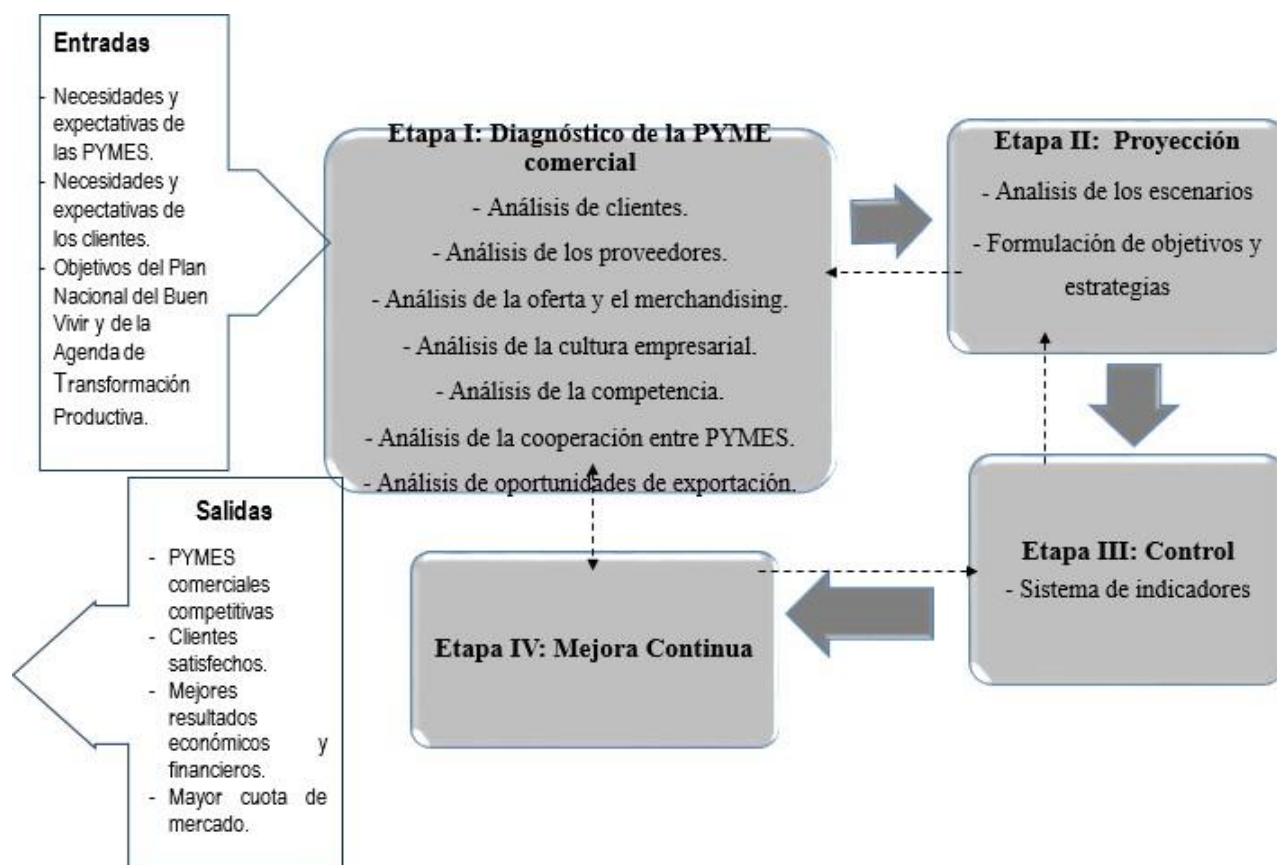 Entradas
- Necesidades y
expectativas de
las PYMES.
- Necesidades y
expectativas de
los clientes.
- Objetivos del Plan
Nacional del Buen
Vivir y de la
Agenda de
Transformación
Productiva.
Etapa I: Diagnóstico de la PYME
comercial
- Análisis de clientes.
- Análisis de los proveedores.
- Análisis de la oferta y el merchandising.
- Análisis de la cultura empresarial.
- Análisis de la competencia.
- Análisis de la cooperación entre PYMES.
- Análisis de oportunidades de exportación.
Etapa II: Proyección
- Analisis de los escenarios
- Formulación de objetivos y
estrategias
Etapa III: Control
- Sistema de indicadores
Etapa IV: Mejora Continua
Salidas
- PYMES
comerciales
competitivas
- Clientes
satisfechos.
- Mejores
resultados
económicos y
financieros.
- Mayor cuota de
mercado.